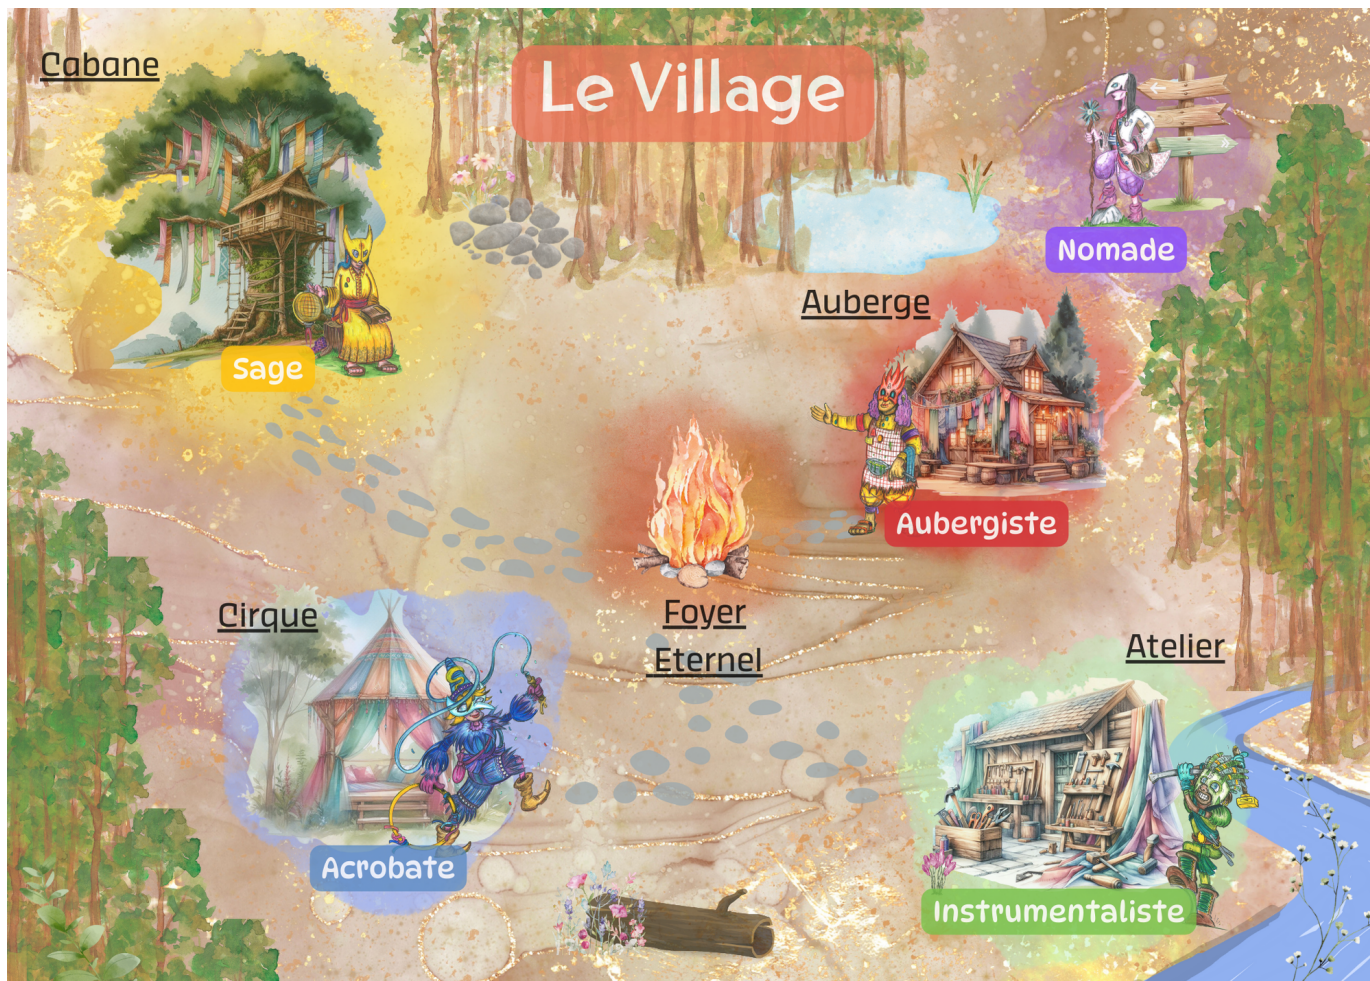 Le Village
Cabane
Nomade
Auberge
Sage
Aubergiste
Cirque
Foyer
Eternel
Atelier
Acrobate
Instrumentaliste